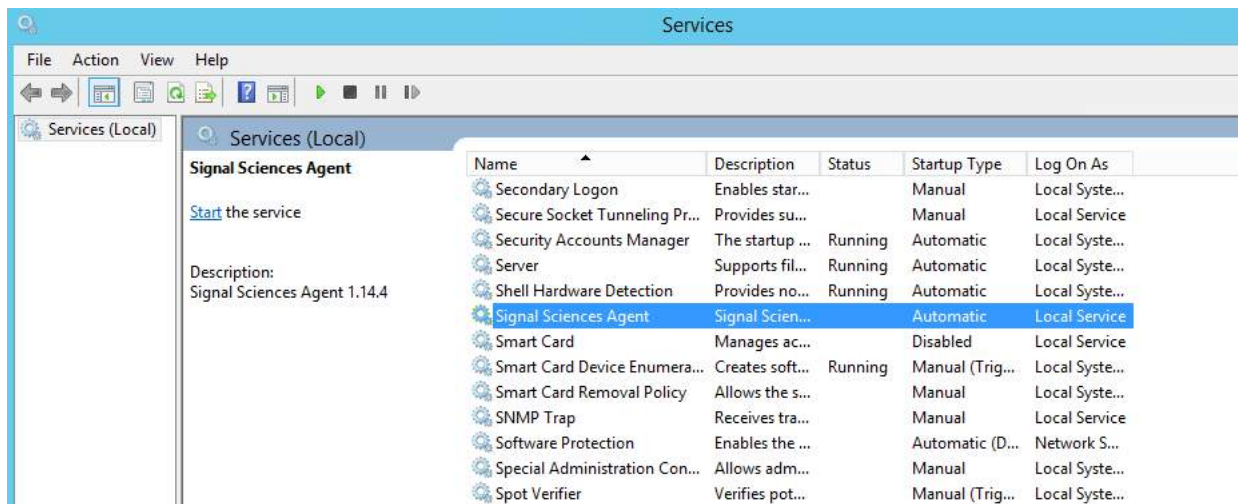 Services
File Action View Help
Services (Local)
Services (Local)
Signal Sciences Agent
Start the service
Description:
Signal Sciences Agent 1.14.4
Name Description Status Startup Type Log On As
Secondary Logon Enables star... Manual Local Syste...
Secure Socket Tunneling Pr... Provides su... Manual Local Service
Security Accounts Manager The startup ... Running Automatic Local Syste...
Server Supports fil... Running Automatic Local Syste...
Shell Hardware Detection Provides no... Running Automatic Local Syste...
Signal Sciences Agent Signal Scien... Automatic Local Service
Smart Card Manages ac... Disabled Local Service
Smart Card Device Enumera... Creates soft... Running Manual (Trig... Local Syste...
Smart Card Removal Policy Allows the s... Manual Local Syste...
SNMP Trap Receives tra... Manual Local Service
Software Protection Enables the ... Automatic (D... Network S...
Special Administration Con... Allows adm... Manual Local Syste...
Spot Verifier Verifies pot... Manual (Trig... Local Syste...